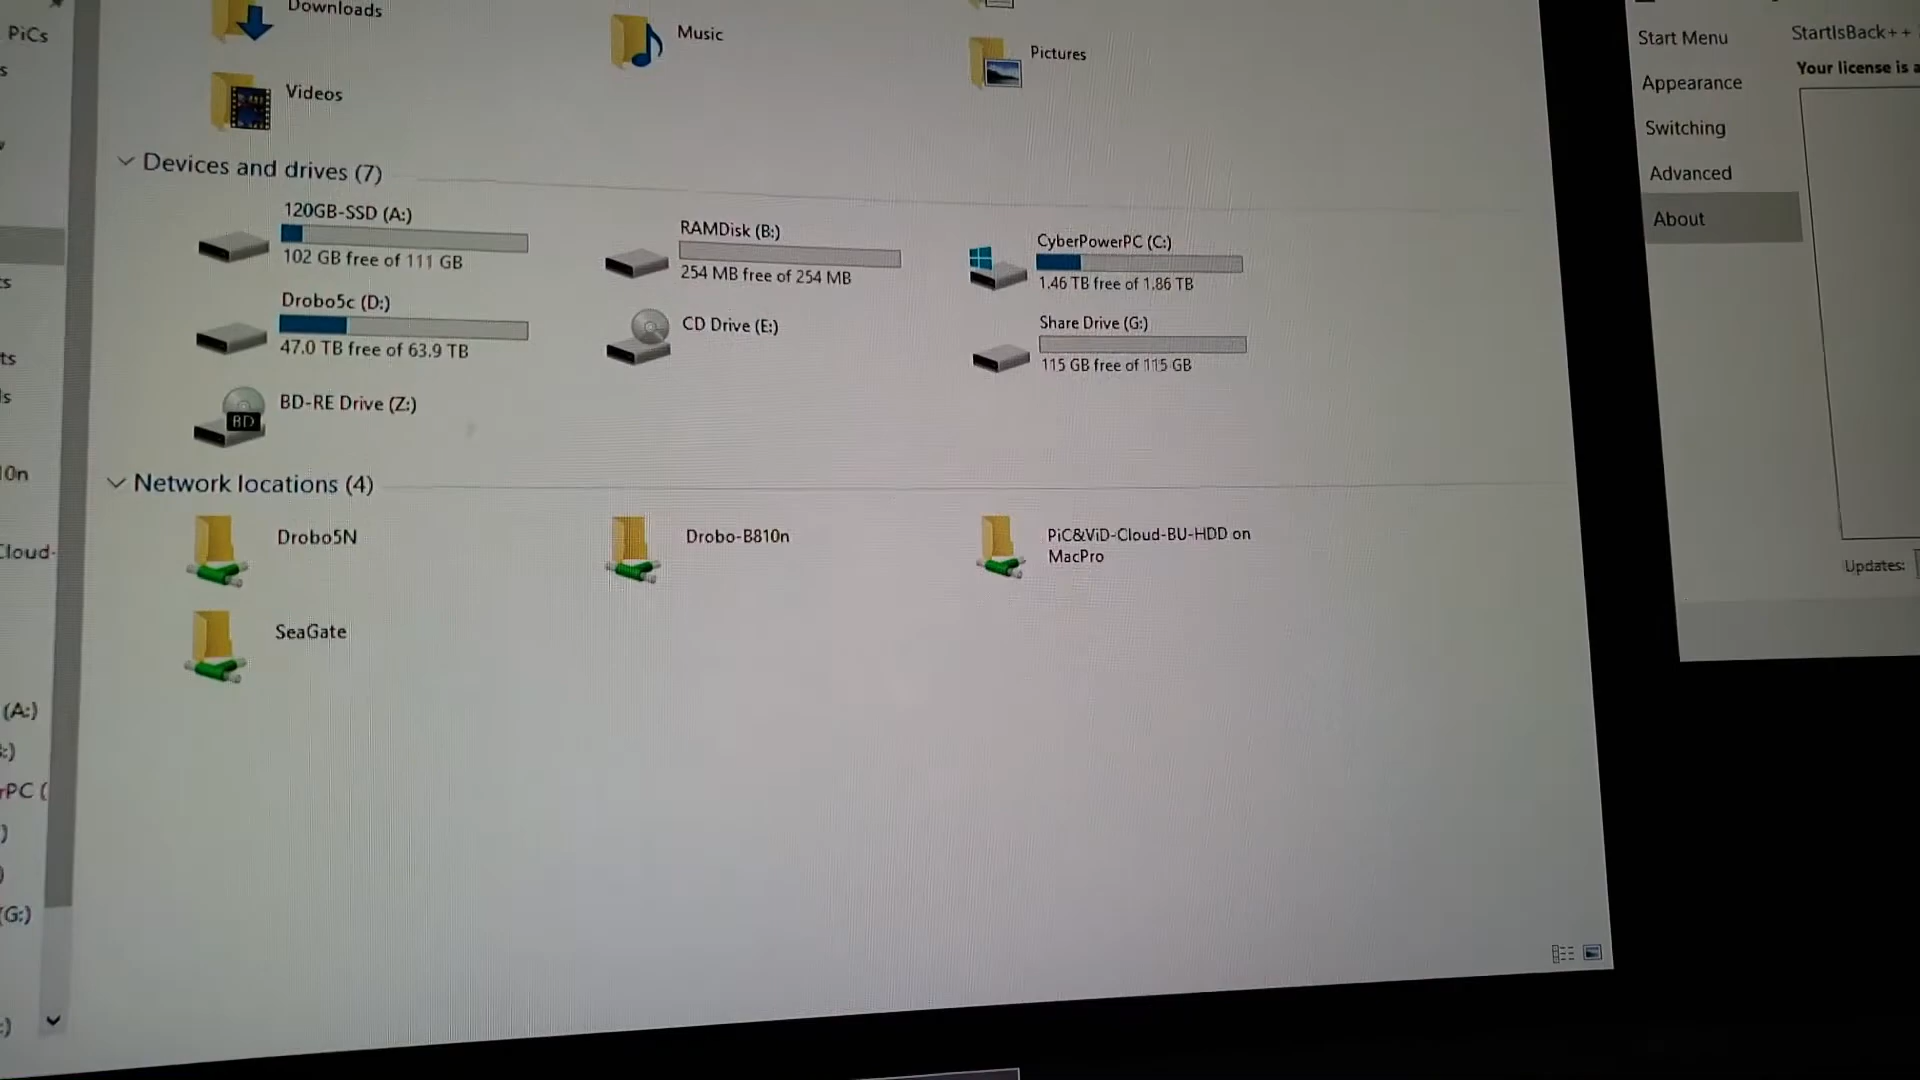 PiCs
Downloads
Music
Pictures
Videos
Devices and drives (7)
120GB-SSD (A:)
102 GB free of 111 GB
RAMDisk (B:)
254 MB free of 254 MB
CyberPowerPC (C:)
1.46 TB free of 1.86 TB
Drobo5c (D:)
47.0 TB free of 63.9 TB
CD Drive (E:)
Share Drive (G:)
115 GB free of 115 GB
BD
BD-RE Drive (Z:)
Network locations (4)
Drobo5N
Drobo-B810n
PiC&ViD-Cloud-BU-HDD on
MacPro
SeaGate
10n
Cloud-
(A:)
rPC (
(G:)
Start Menu
Appearance
Switching
Advanced
About
StartIsBack++
Your license is a
Updates: